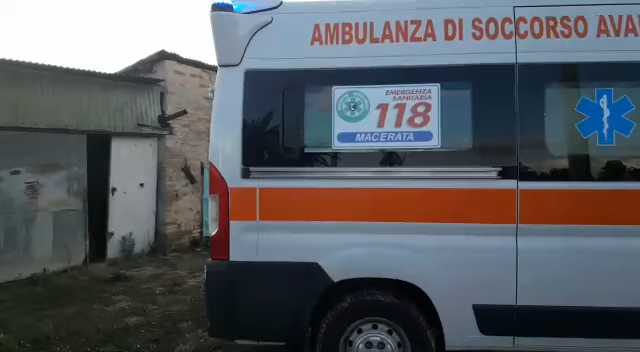 AMBULANZA DI SOCCORSO AVA
EMERGENZA
SANITARIA
118
MACERATA